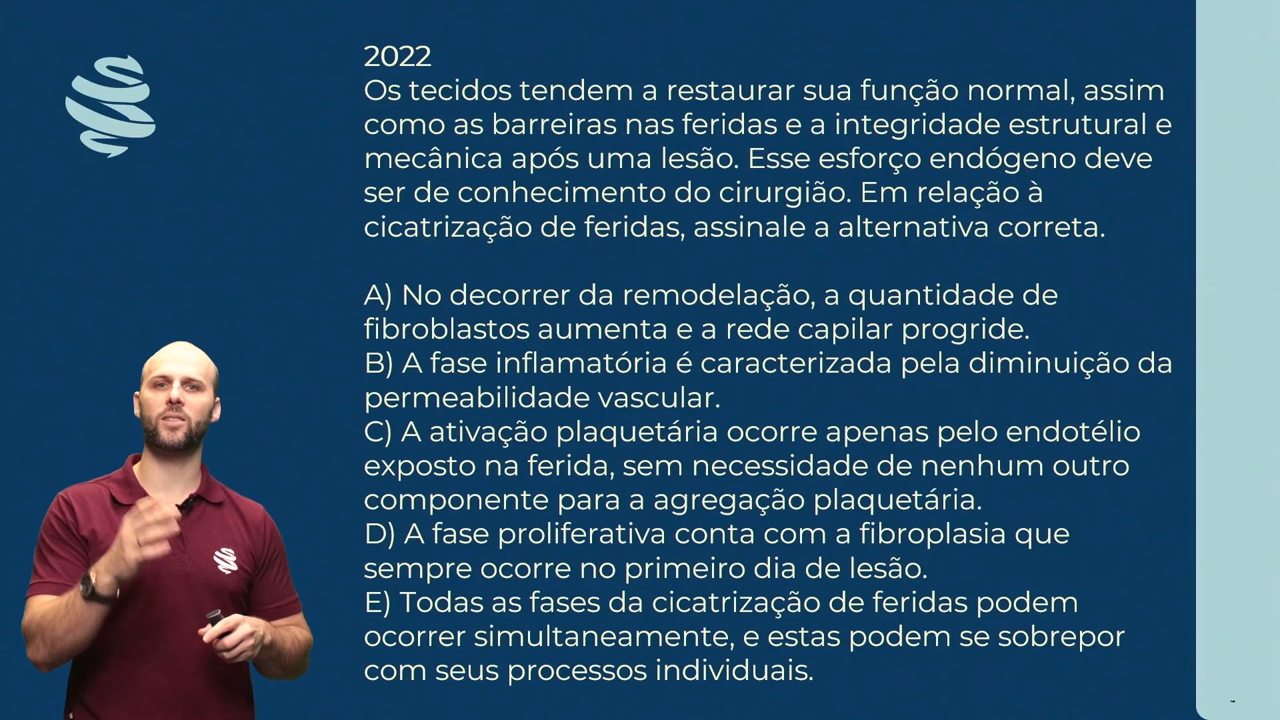 2022
Os tecidos tendem a restaurar sua função normal, assim
como as barreiras nas feridas e a integridade estrutural e
mecânica após uma lesão. Esse esforço endógeno deve
ser de conhecimento do cirurgião. Em relação à
cicatrização de feridas, assinale a alternativa correta.
A) No decorrer da remodelação, a quantidade de
fibroblastos aumenta e a rede capilar progride.
B) A fase inflamatória é caracterizada pela diminuição da
permeabilidade vascular.
C) A ativação plaquetária ocorre apenas pelo endotélio
exposto na ferida, sem necessidade de nenhum outro
componente para a agregação plaquetária.
D) A fase proliferativa conta com a fibroplasia que
sempre ocorre no primeiro dia de lesão.
E) Todas as fases da cicatrização de feridas podem
ocorrer simultaneamente, e estas podem se sobrepor
com seus processos individuais.